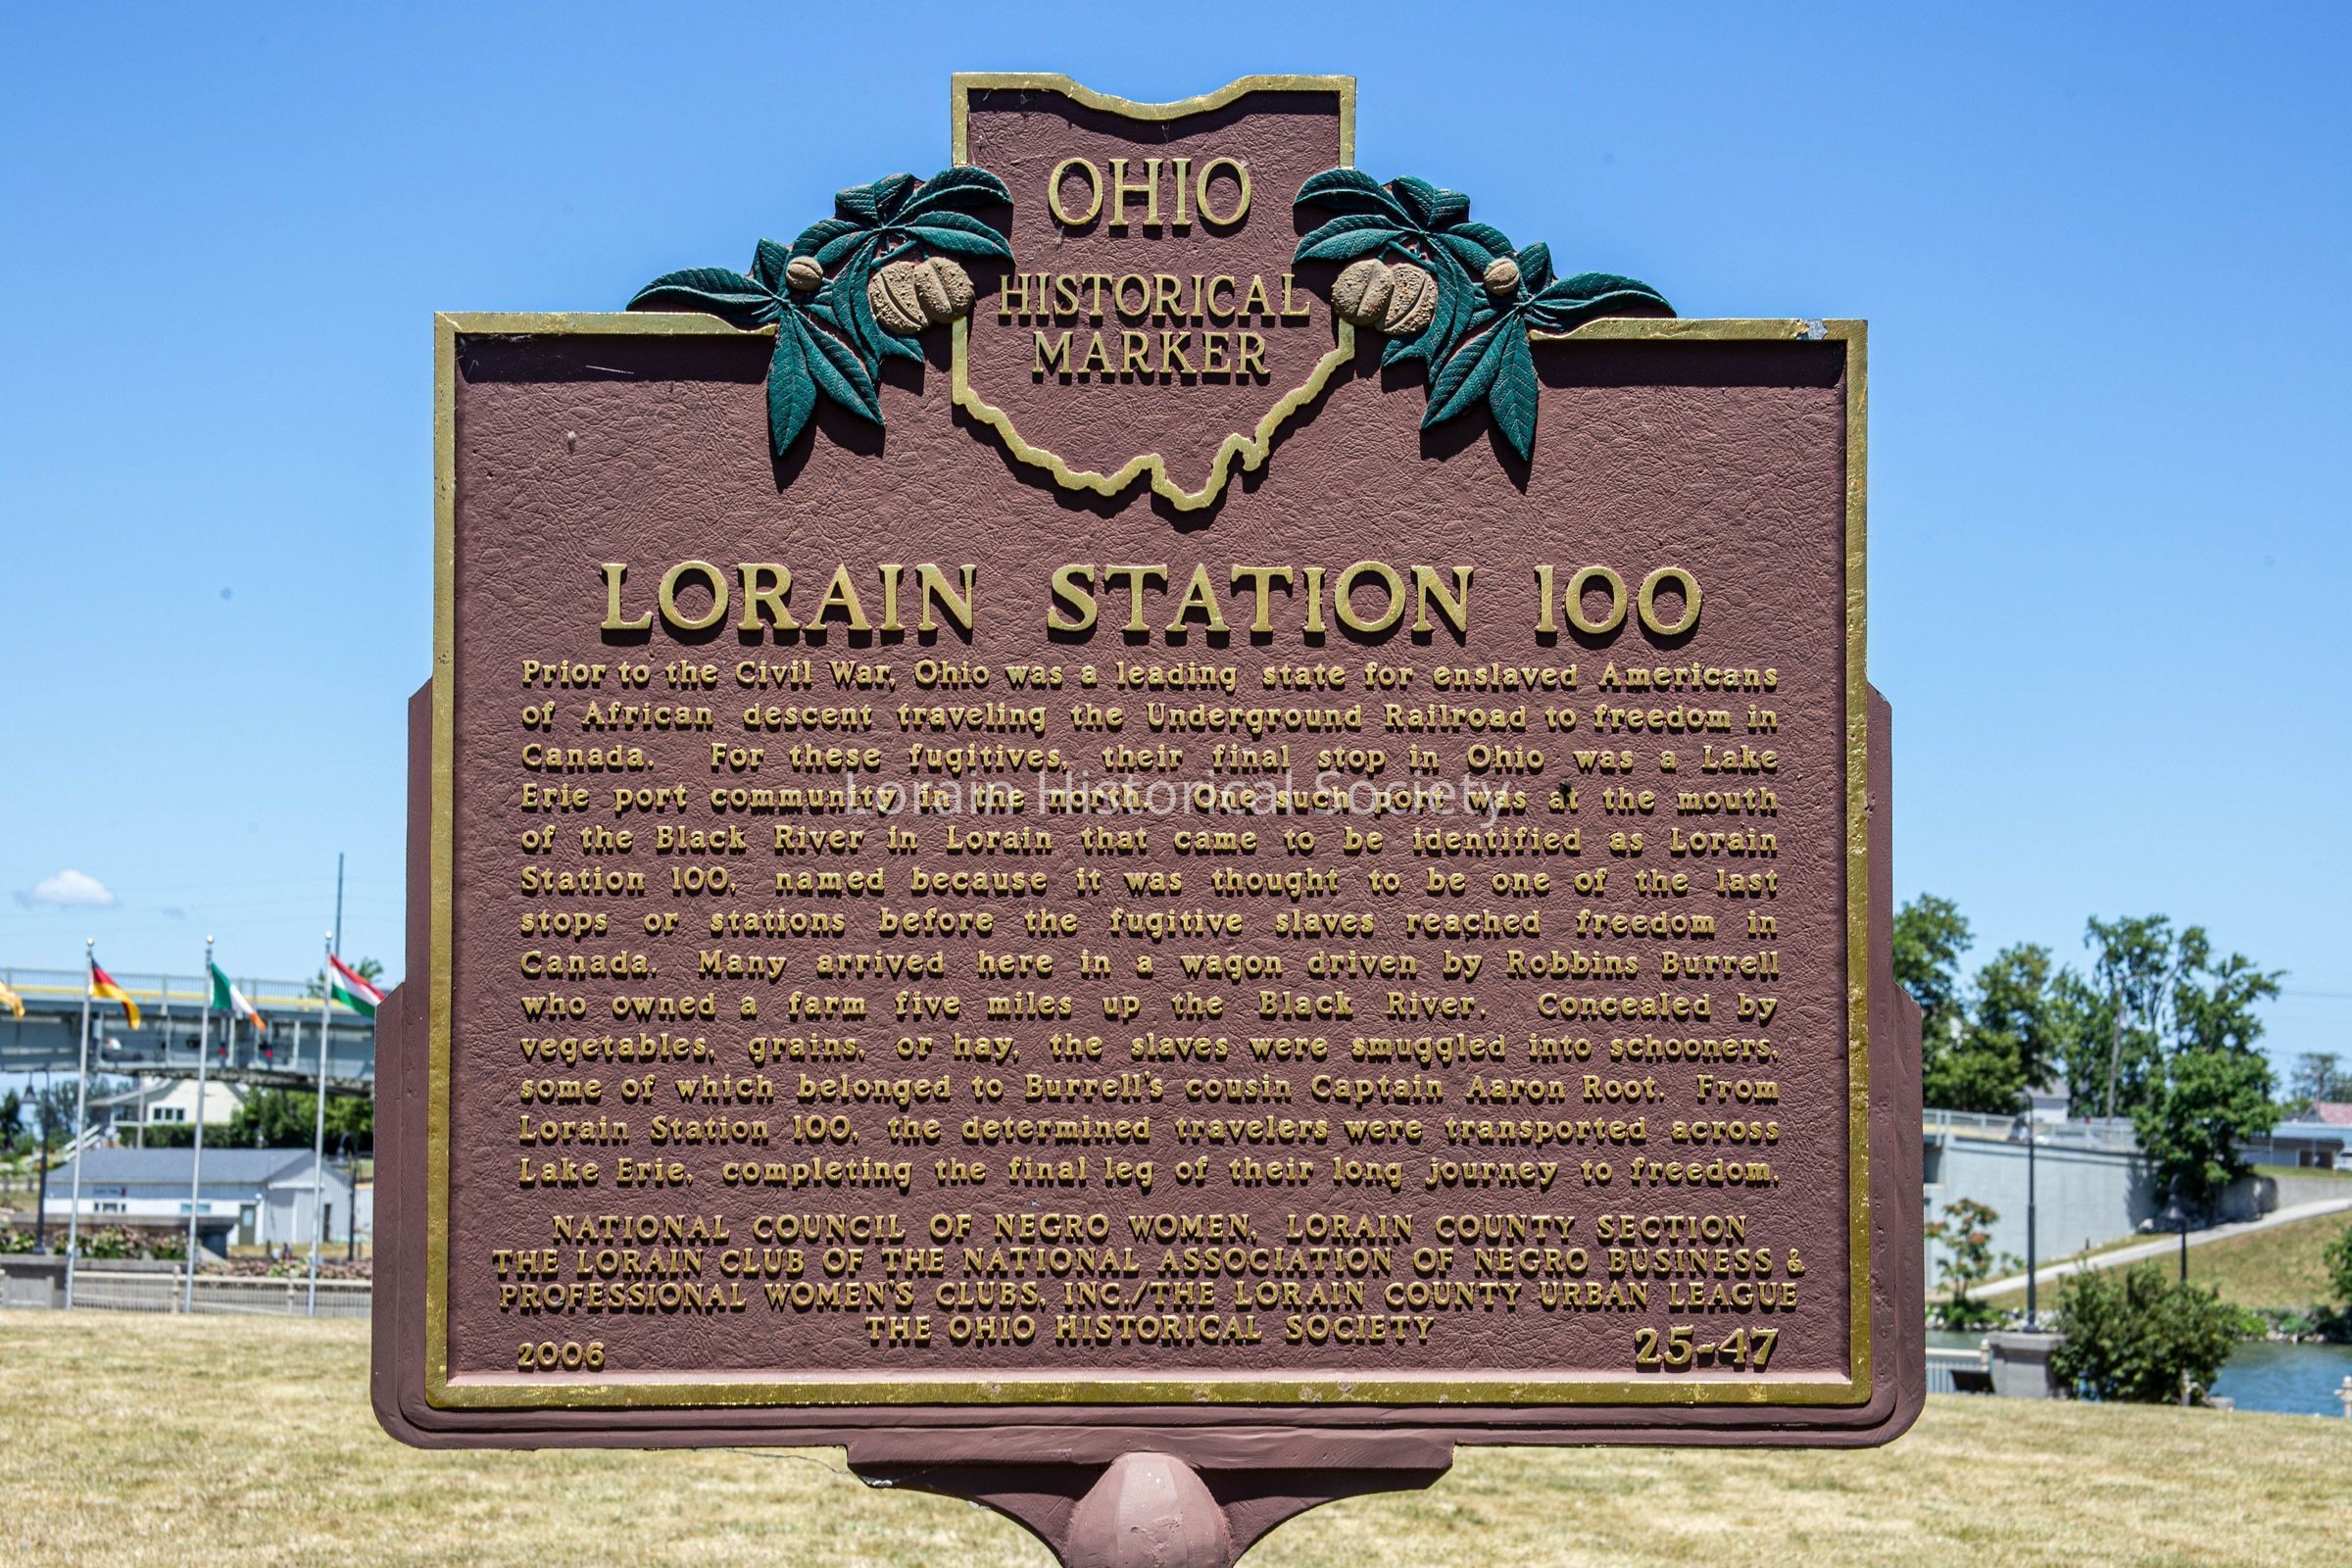 OHIO
HISTORICAL
MARKER
LORAIN STATION 100
Prior to the Civil War, Ohio was a leading state for enslaved Americans
of African descent traveling the Underground Railroad to freedom in
Canada. For these fugitives, their final stop in Ohio was a Lake
Erie port community in the north. One such port was at the mouth
Lorain Historical Society
of the Black River in Lorain that came to be identified as Lorain
Station 100, named because it was thought to be one of the last
stops or stations before the fugitive slaves reached freedom in
Canada. Many arrived here in a wagon driven by Robbins Burrell
who owned a farm five miles up the Black River. Concealed by
vegetables, grains, or hay, the slaves were smuggled into schooners,
some of which belonged to Burrell's cousin Captain Aaron Root. From
Lorain Station 100, the determined travelers were transported across
Lake Erie, completing the final leg of their long journey to freedom.
NATIONAL COUNCIL OF NEGRO WOMEN, LORAIN COUNTY SECTION
THE LORAIN CLUB OF THE NATIONAL ASSOCIATION OF NEGRO BUSINESS &
PROFESSIONAL WOMEN'S CLUBS, INC./THE LORAIN COUNTY URBAN LEAGUE
THE OHIO HISTORICAL SOCIETY
2006
25-47